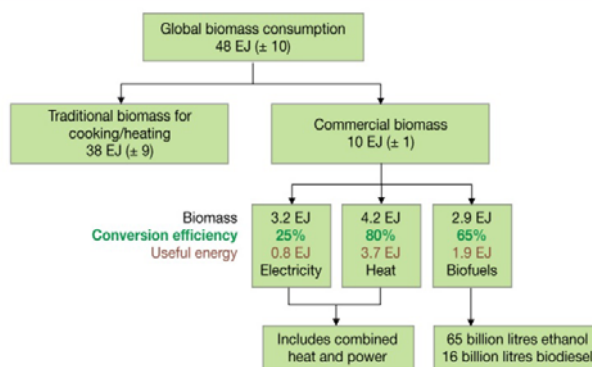 Global biomass consumption
48 EJ (± 10)
Traditional biomass for
cooking/heating
38 EJ (± 9)
Commercial biomass
10 EJ (± 1)
Biomass
Conversion efficiency
Useful energy
3.2 EJ
25%
0.8 EJ
Electricity
4.2 EJ
80%
3.7 EJ
Heat
2.9 EJ
65%
1.9 EJ
Biofuels
Includes combined
heat and power
65 billion litres ethanol
16 billion litres biodiesel